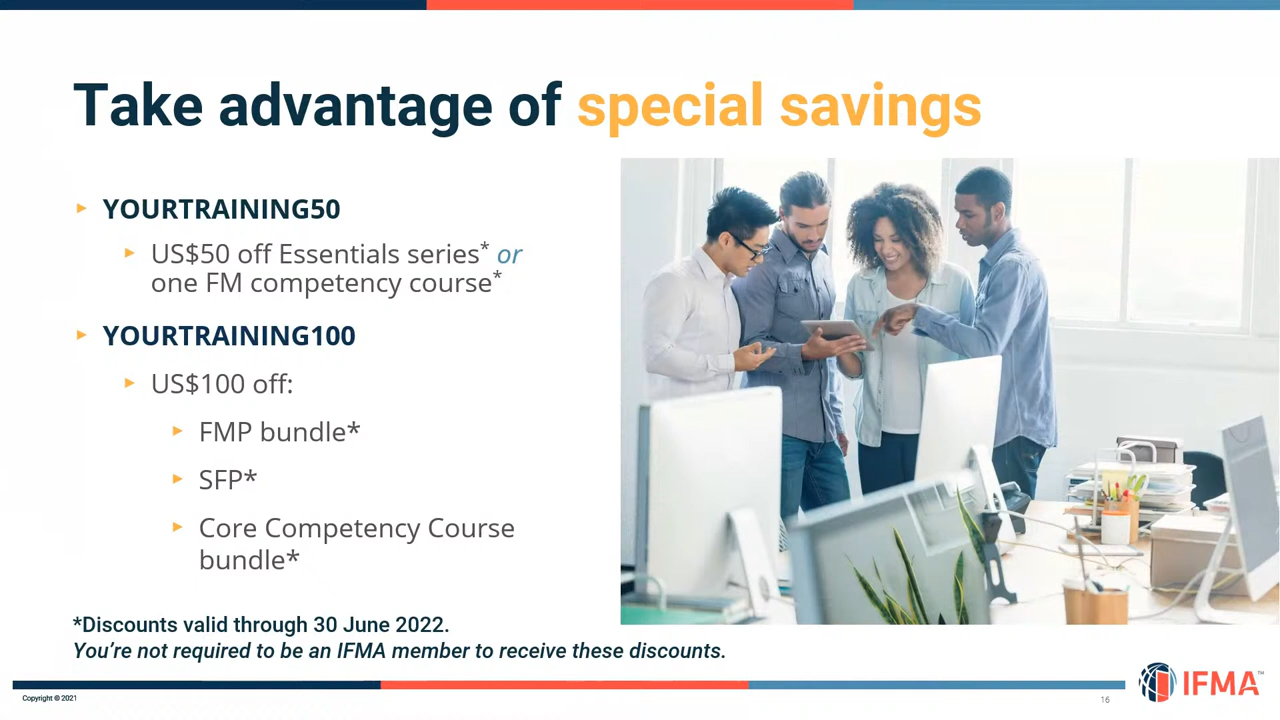 Take advantage of special savings
YOURTRAINING50
US$50 off Essentials series* or
one FM competency course*
YOURTRAINING100
US$100 off:
FMP bundle*
SFP*
Core Competency Course
bundle*
*Discounts valid through 30 June 2022.
You’re not required to be an IFMA member to receive these discounts.
Copyright © 2021
16
IFMA™